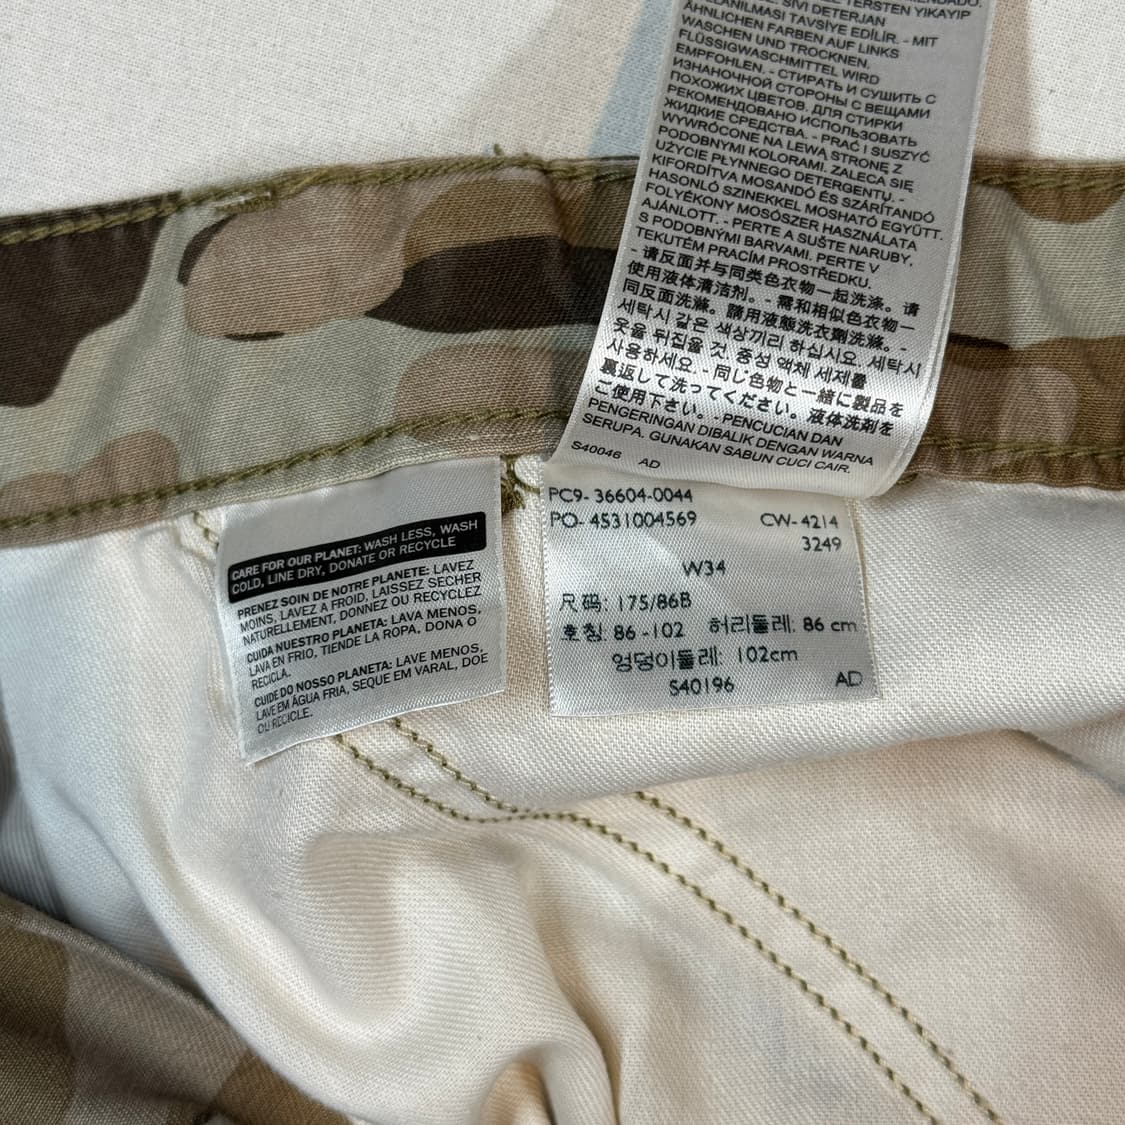 SİVİ DETERJAN TERSTEN YIKAYIP
KULLANILMASI TAVSİYE EDİLİR. - MIT
ÄHNLICHEN FARBEN AUF LINKS
WASCHEN UND TROCKNEN.
FLÜSSIGWASCHMITTEL WIRD
EMPFOHLEN. - СТИРАТЬ И СУШИТЬ С
ИЗНАНОЧНОЙ СТОРОНЫ С ВЕЩАМИ
ПОХОЖИХ ЦВЕТОВ. ДЛЯ СТИРКИ
РЕКОМЕНДОВАНО ИСПОЛЬЗОВАТЬ
ЖИДКИЕ СРЕДСТВА. - PRAĆ I SUSZYĆ
WYWRÓCONE NA LEWĄ STRONĘ Z
PODOBNYMI KOLORAMI. ZALECA SIĘ
UŻYCIE PŁYNNEGO DETERGENTU. -
KIFORDÍTVA MOSANDÓ ÉS SZÁRÍTANDÓ
HASONLÓ SZINEKKEL MOSHATÓ EGYÜTT.
FOLYÉKONY MOSÓSZER HASZNÁLATA
AJÁNLOTT. - PERTE A SUŠTE NARUBY,
S PODOBNÝMI BARVAMI. PERTE V
TEKUTÉM PRACÍM PROSTŘEDKU.
- 请反面并与同类色衣物一起洗涤。请
使用液体清洁剂。- 需和相似色衣物一
同反面洗滌。請用液態洗衣劑洗滌。-
세탁시 같은 색상끼리 하십시요. 세탁시
옷을 뒤집을 것. 중성 액체 세제를
사용하세요. - 同じ色物と一緒に製品を
裏返して洗ってください。液体洗剤を
ご使用下さい。- PENCUCIAN DAN
PENGERINGAN DIBALIK DENGAN WARNA
SERUPA. GUNAKAN SABUN CUCI CAIR.
S40046 AD
CARE FOR OUR PLANET: WASH LESS, WASH
COLD, LINE DRY, DONATE OR RECYCLE
PRENEZ SOIN DE NOTRE PLANETE: LAVEZ
MOINS, LAVEZ A FROID, LAISSEZ SECHER
NATURELLEMENT, DONNEZ OU RECYCLEZ
CUIDA NUESTRO PLANETA: LAVA MENOS,
LAVA EN FRIO, TIENDE LA ROPA, DONA O
RECICLA.
CUIDE DO NOSSO PLANETA: LAVE MENOS,
LAVE EM ÁGUA FRIA, SEQUE EM VARAL, DOE
OU RECICLE.
PC9- 36604-0044
PO- 4531004569 CW- 4214
3249
W34
尺码: 175/86B
호칭: 86 -102 허리둘레: 86 cm
엉덩이둘레: 102cm
S40196 AD